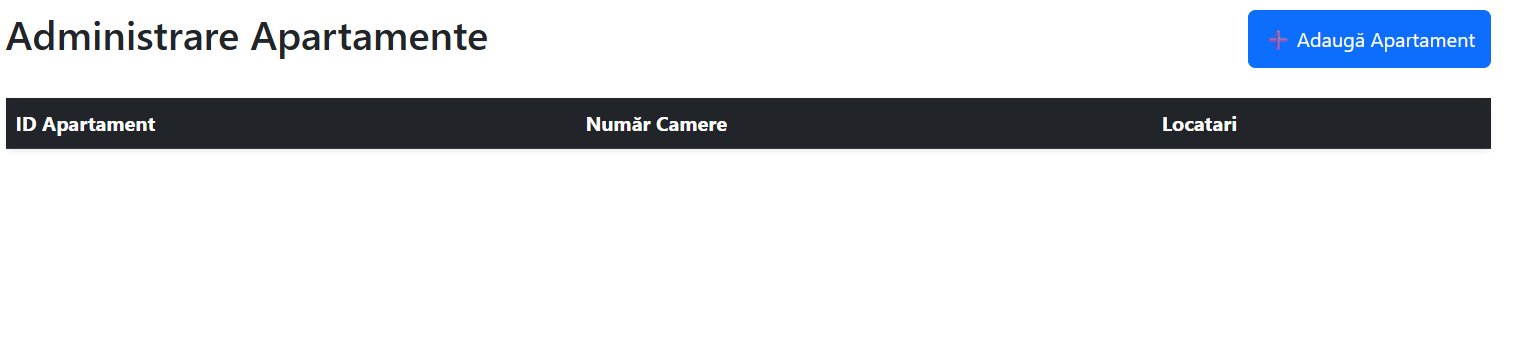 Administrare Apartamente
➕ Adaugă Apartament
ID Apartament Număr Camere Locatari